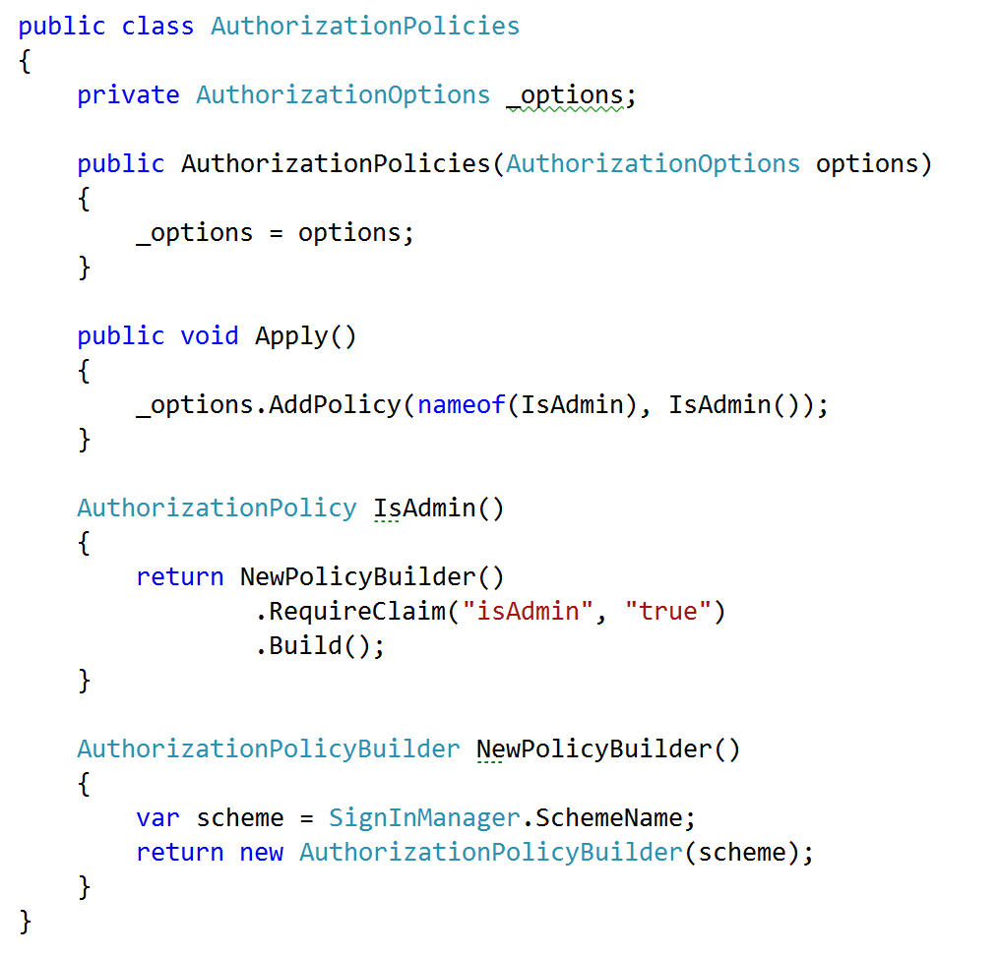 public class AuthorizationPolicies
{
    private AuthorizationOptions _options;

    public AuthorizationPolicies(AuthorizationOptions options)
    {
        _options = options;
    }

    public void Apply()
    {
        _options.AddPolicy(nameof(IsAdmin), IsAdmin());
    }

    AuthorizationPolicy IsAdmin()
    {
        return NewPolicyBuilder()
                .RequireClaim("isAdmin", "true")
                .Build();
    }

    AuthorizationPolicyBuilder NewPolicyBuilder()
    {
        var scheme = SignInManager.SchemeName;
        return new AuthorizationPolicyBuilder(scheme);
    }
}